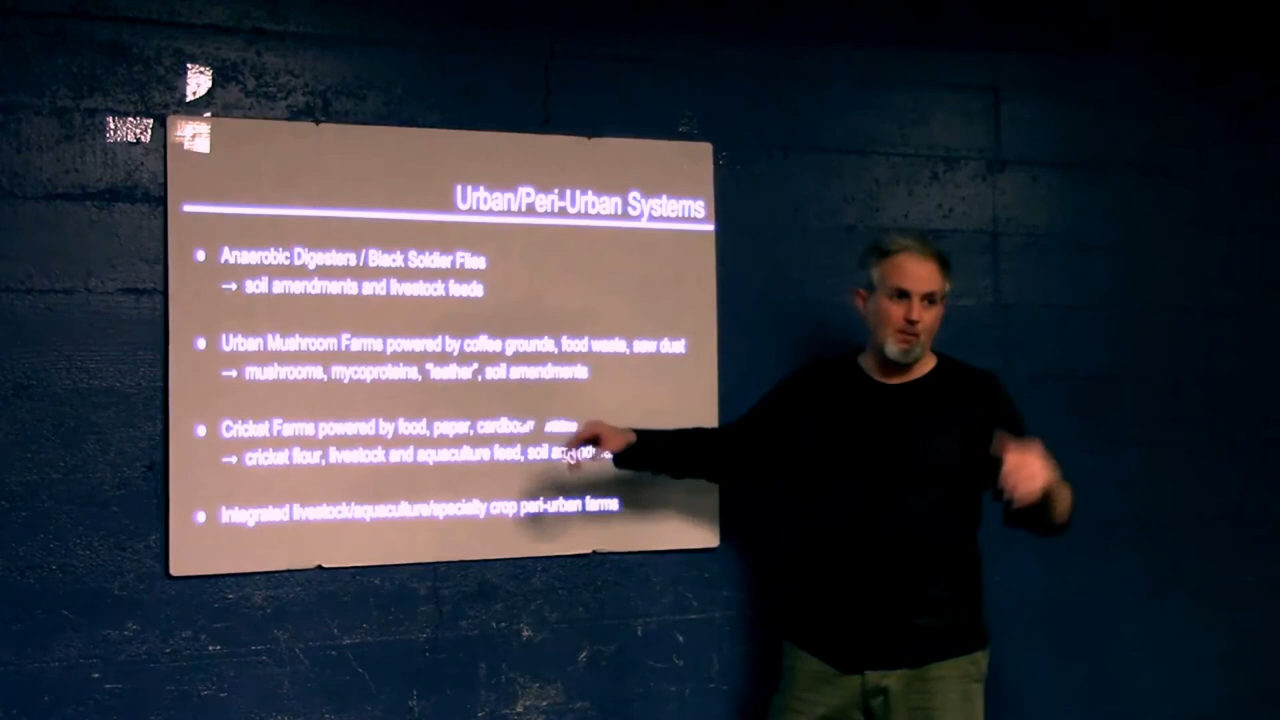 Urban/Peri-Urban Systems
• Anaerobic Digesters / Black Soldier Flies
→ soil amendments and livestock feeds
• Urban Mushroom Farms powered by coffee grounds, food waste, saw dust
→ mushrooms, mycoproteins, "leather", soil amendments
• Cricket Farms powered by food, paper,
→ cricket flour, livestock and aquaculture feed, soil
• Integrated livestock/aquaculture/specialty crop peri-urban farms